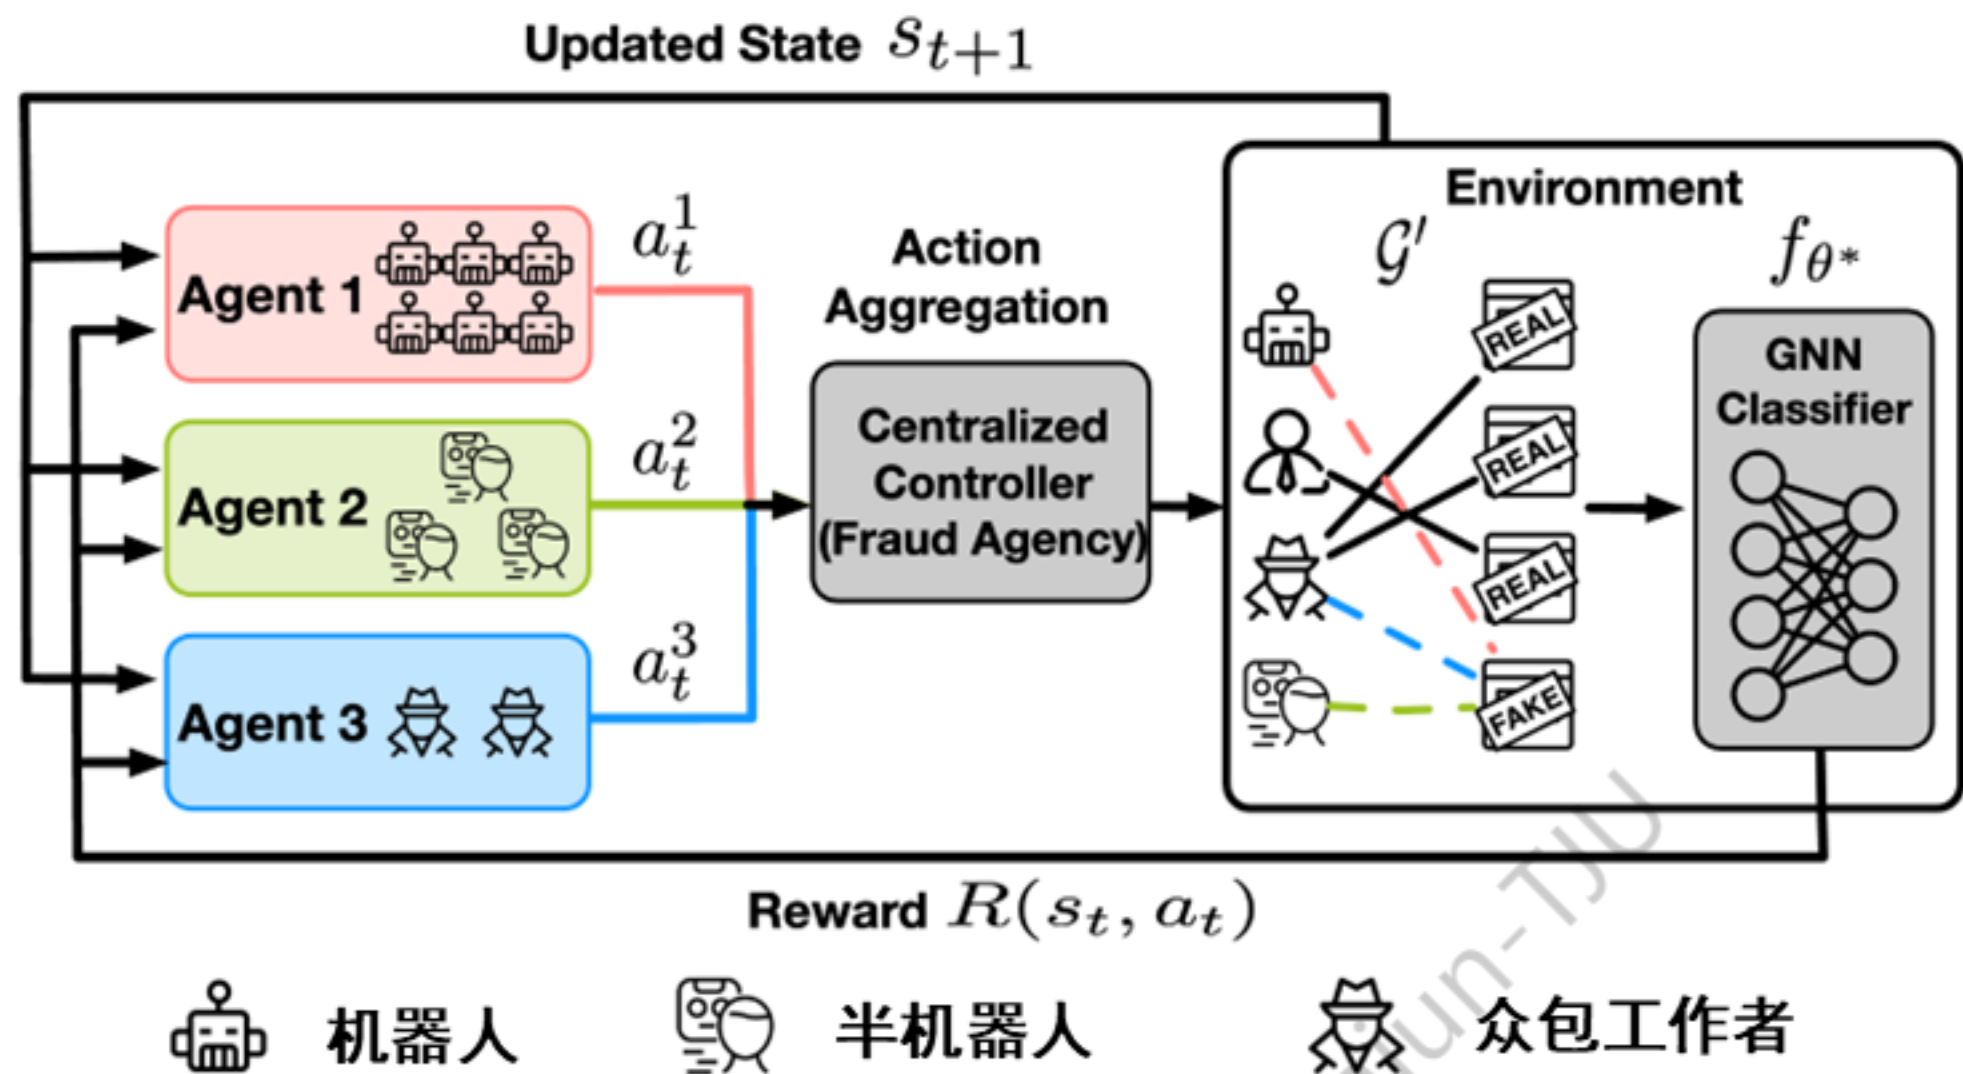 Updated State s_{t+1}
Environment
Agent 1
a_t^1
Action
Aggregation
𝒢′
f_{θ*}
REAL
REAL
REAL
FAKE
GNN
Classifier
Agent 2
a_t^2
Centralized
Controller
(Fraud Agency)
Agent 3
a_t^3
Reward R(s_t, a_t)
机器人
半机器人
众包工作者
jun-TJU